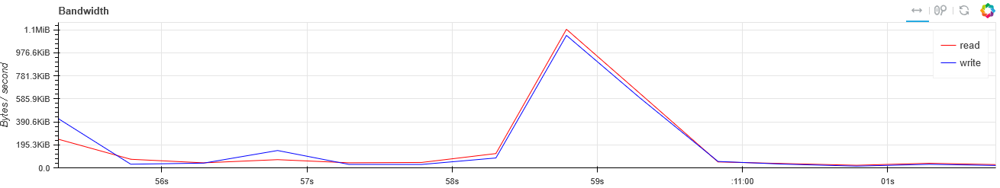 Bandwidth
1.1MiB
976.6KiB
781.3KiB
585.9KiB
390.6KiB
195.3KiB
0.0
Bytes / second
read
write
56s
57s
58s
59s
:11:00
01s